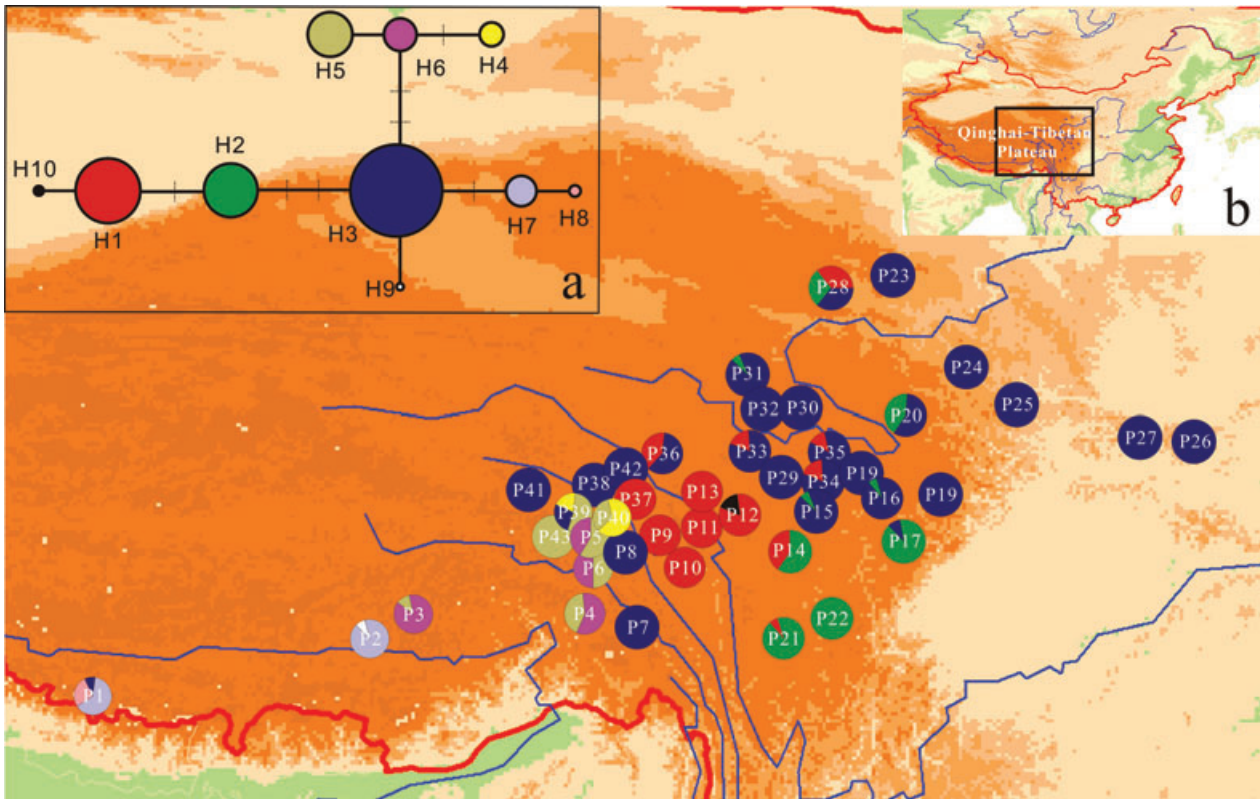 H5
H6
H4
H10
H2
H1
H3
H7
H8
H9
a
Qinghai-Tibetan
Plateau
b
P28
P23
P31
P24
P32
P30
P20
P25
P27
P26
P36
P33
P35
P42
P29
P19
P34
P41
P38
P37
P13
P16
P19
P39
P40
P12
P15
P43
P5
P9
P11
P17
P8
P14
P6
P10
P3
P4
P7
P22
P2
P21
P1